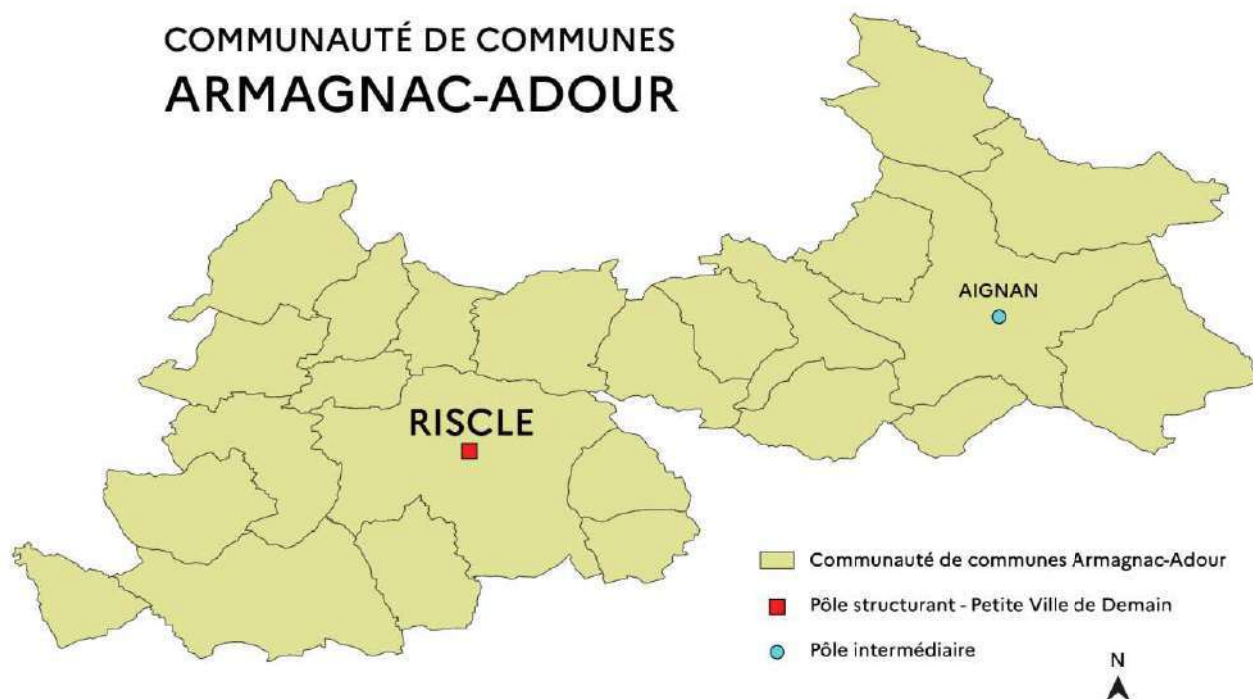 COMMUNAUTÉ DE COMMUNES
ARMAGNAC-ADOUR
AIGNAN
RISCLE
Communauté de communes Armagnac-Adour
Pôle structurant - Petite Ville de Demain
Pôle intermédiaire
N